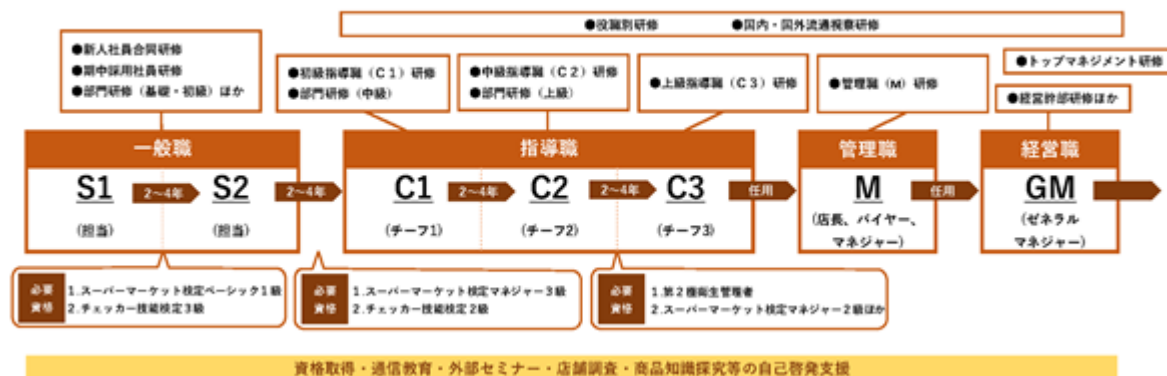 ●役職別研修　●国内・国外流通視察研修
●新人社員合同研修
●期中採用社員研修
●部門研修（基礎・初級）ほか
●初級指導職（C1）研修
●部門研修（中級）
●中級指導職（C2）研修
●部門研修（上級）
●上級指導職（C3）研修
●管理職（M）研修
●トップマネジメント研修
●経営幹部研修ほか
一般職
指導職
管理職
経営職
S1 2～4年 S2 2～4年 C1 2～4年 C2 2～4年 C3 任用 M 任用 GM
(担当)
(担当)
(チーフ1)
(チーフ2)
(チーフ3)
(店長、バイヤー、
マネジャー)
(ゼネラル
マネジャー)
必要
資格
1.スーパーマーケット検定ベーシック1級
2.チェッカー技能検定3級
必要
資格
1.スーパーマーケット検定マネジャー3級
2.チェッカー技能検定2級
必要
資格
1.第2種衛生管理者
2.スーパーマーケット検定マネジャー2級ほか
資格取得・通信教育・外部セミナー・店舗調査・商品知識探究等の自己啓発支援